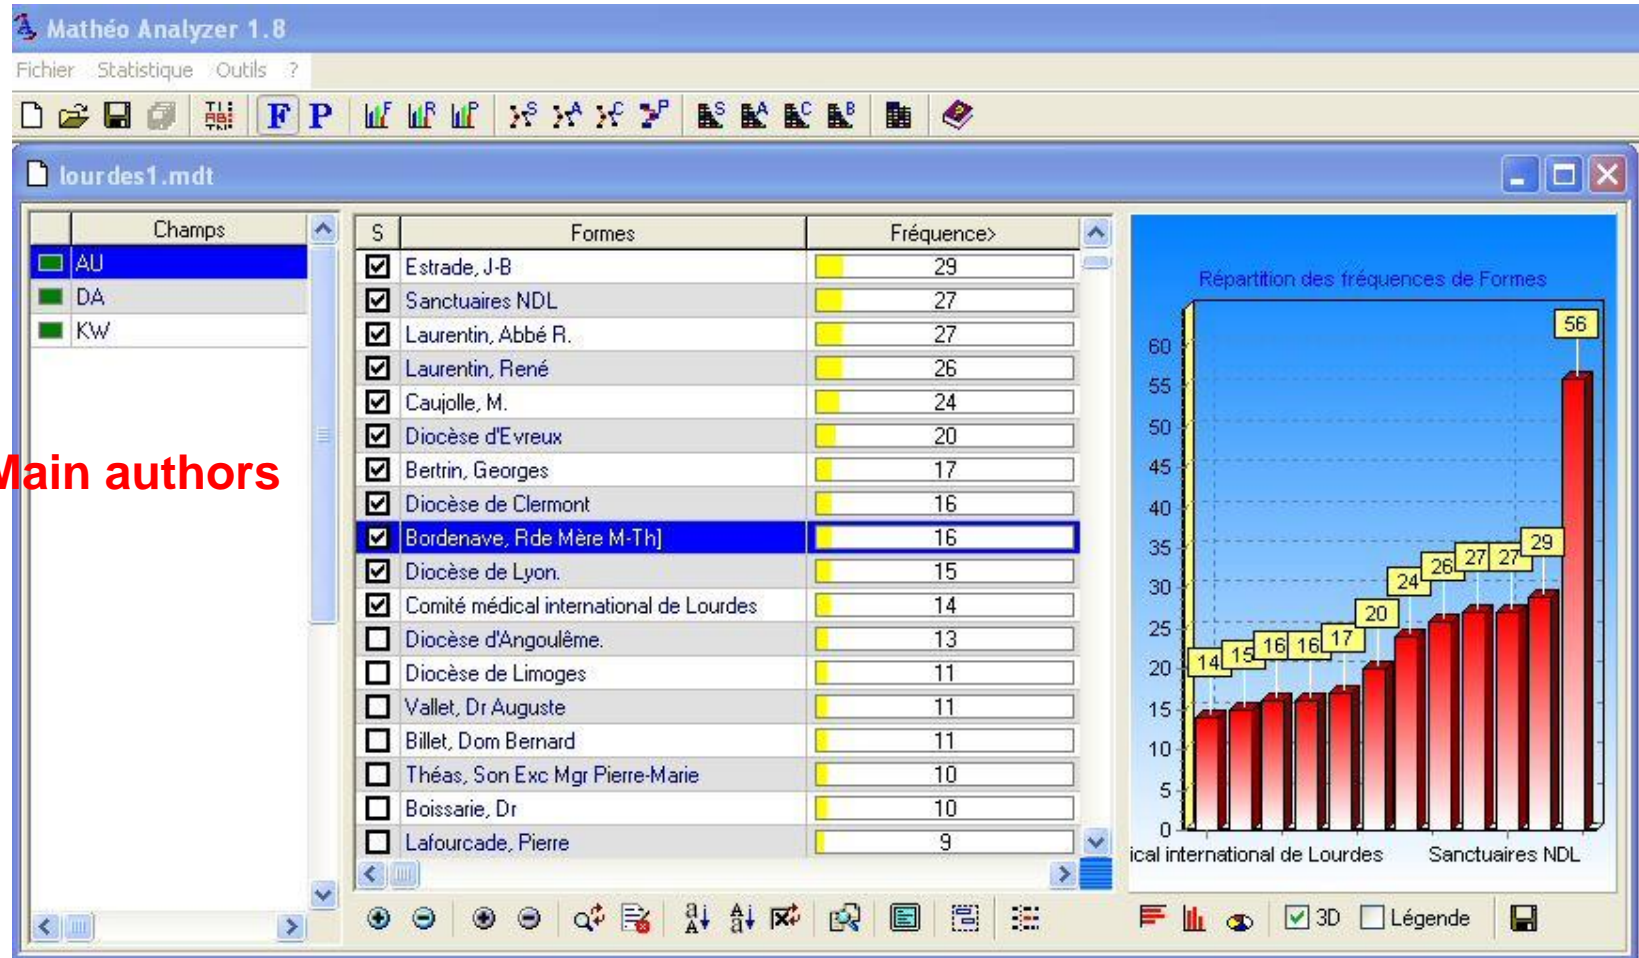 Mathéo Analyzer 1.8
Fichier Statistique Outils ?
F P
lourdes1.mdt
Champs
AU
DA
KW
Main authors
S Formes Fréquence>
Estrade, J-B 29
Sanctuaires NDL 27
Laurentin, Abbé R. 27
Laurentin, René 26
Caujolle, M. 24
Diocèse d'Evreux 20
Bertrin, Georges 17
Diocèse de Clermont 16
Bordenave, Rde Mère M-Th] 16
Diocèse de Lyon. 15
Comité médical international de Lourdes 14
Diocèse d'Angoulême. 13
Diocèse de Limoges 11
Vallet, Dr Auguste 11
Billet, Dom Bernard 11
Théas, Son Exc Mgr Pierre-Marie 10
Boissarie, Dr 10
Lafourcade, Pierre 9
Répartition des fréquences de Formes
60
55
50
45
40
35
30
25
20
15
10
5
0
14 15 16 16 17 20 24 26 27 27 29 56
ical international de Lourdes Sanctuaires NDL
3D Légende